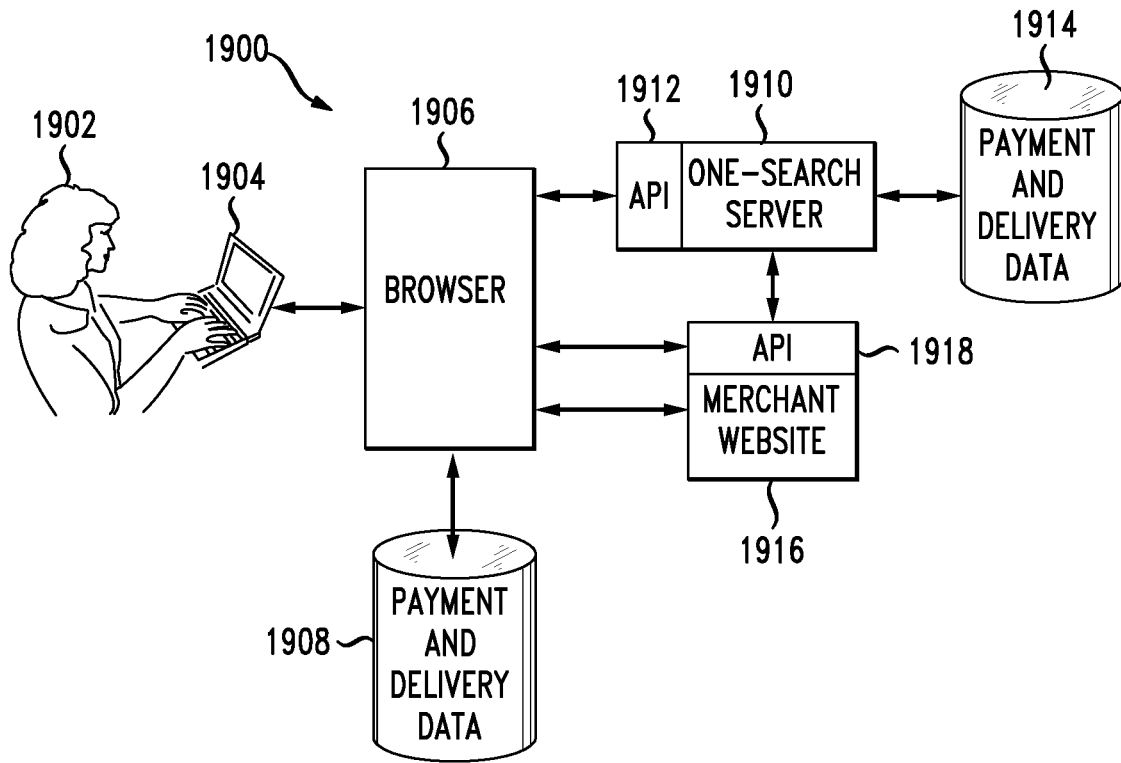 1900
1902
1904
1906
BROWSER
1912
1910
API
ONE-SEARCH
SERVER
1914
PAYMENT
AND
DELIVERY
DATA
API
1918
MERCHANT
WEBSITE
1916
1908
PAYMENT
AND
DELIVERY
DATA